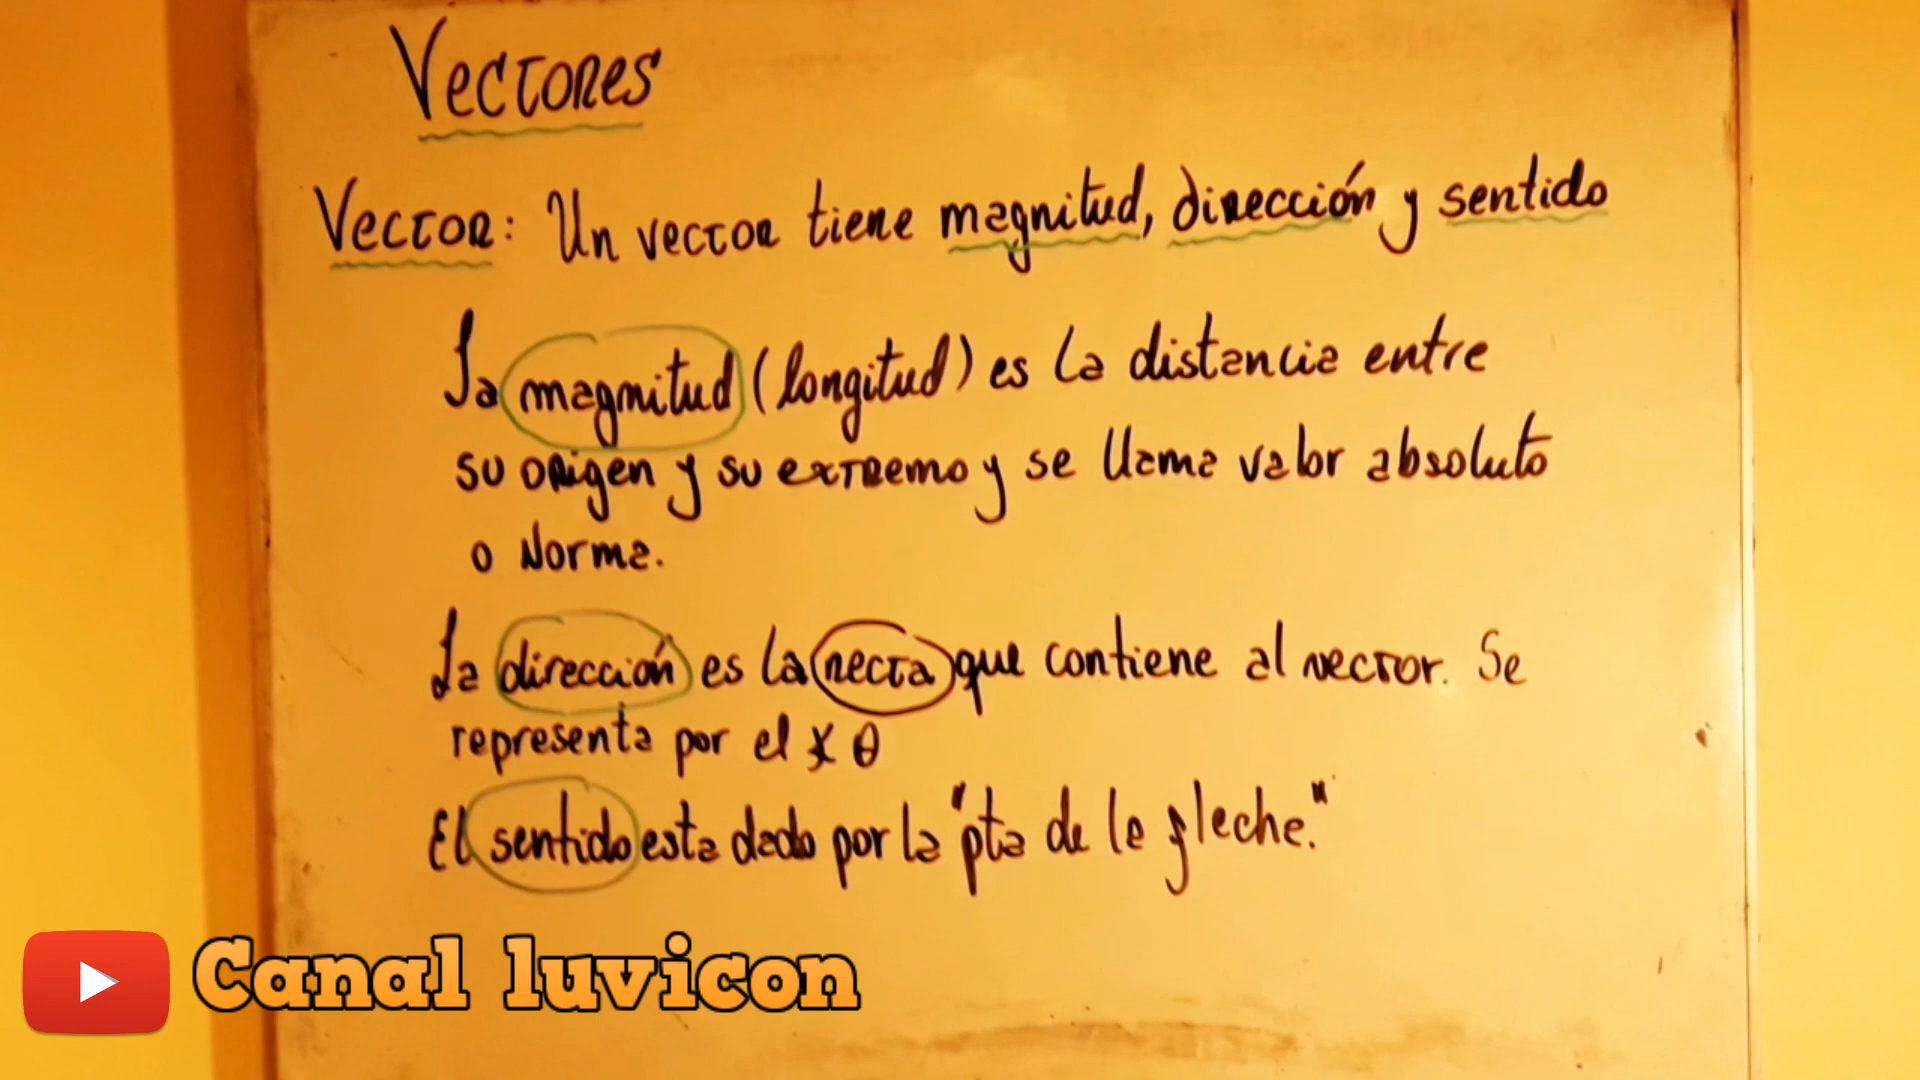 Vectores
Vector: Un vector tiene magnitud, dirección y sentido
La magnitud (longitud) es la distancia entre
su origen y su extremo y se llama valor absoluto
o Norma.
La dirección es la recta que contiene al vector. Se
representa por el ∡ θ
El sentido esta dado por la "pta de la flecha."
Canal luvicon